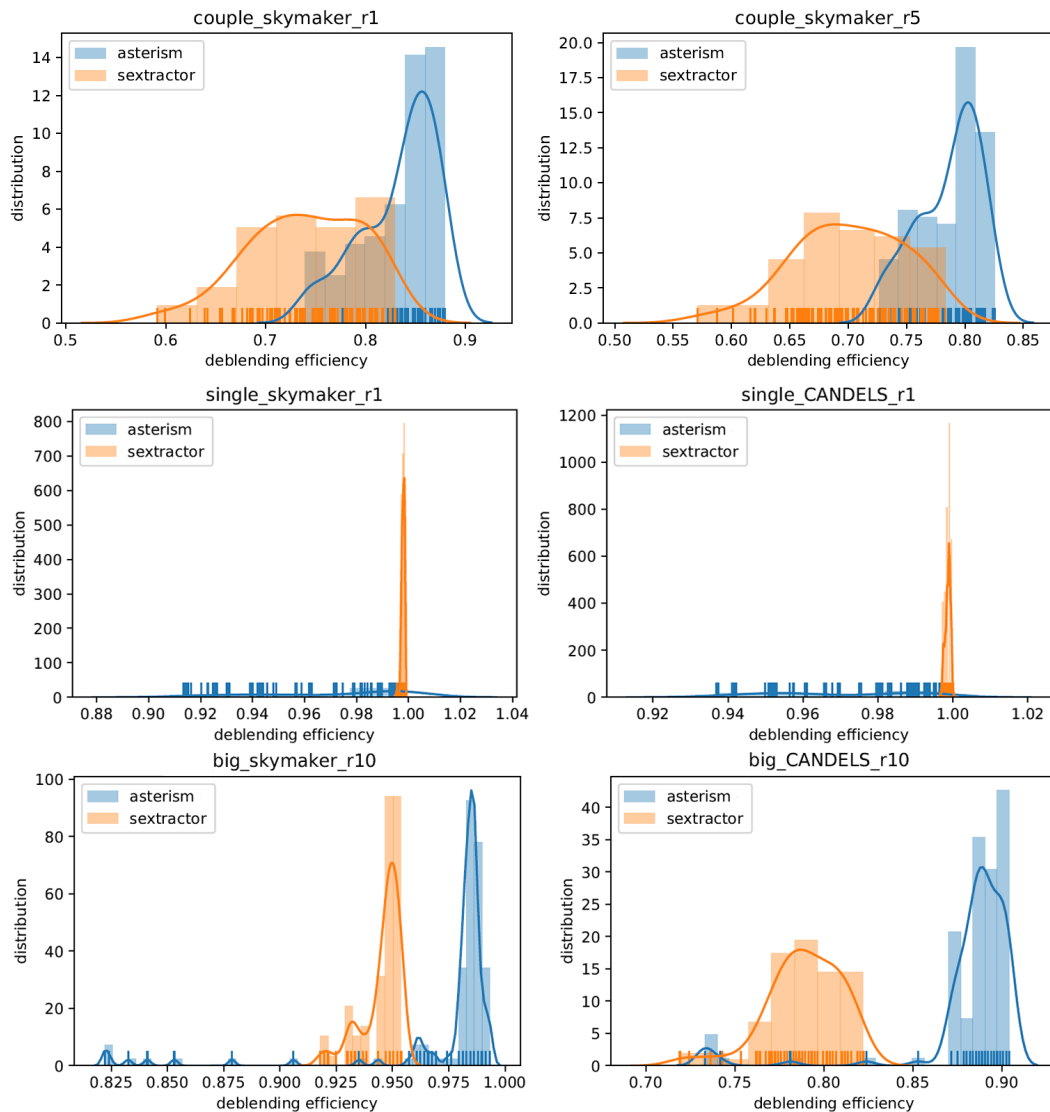 couple_skymaker_r1
couple_skymaker_r5
asterism
sextractor
asterism
sextractor
distribution
14
12
10
8
6
4
2
0
distribution
20.0
17.5
15.0
12.5
10.0
7.5
5.0
2.5
0.0
0.5 0.6 0.7 0.8 0.9
0.50 0.55 0.60 0.65 0.70 0.75 0.80 0.85
deblending efficiency
deblending efficiency
single_skymaker_r1
single_CANDELS_r1
asterism
sextractor
asterism
sextractor
distribution
800
700
600
500
400
300
200
100
0
distribution
1200
1000
800
600
400
200
0
0.88 0.90 0.92 0.94 0.96 0.98 1.00 1.02 1.04
0.92 0.94 0.96 0.98 1.00 1.02
deblending efficiency
deblending efficiency
big_skymaker_r10
big_CANDELS_r10
asterism
sextractor
asterism
sextractor
distribution
100
80
60
40
20
0
distribution
40
35
30
25
20
15
10
5
0
0.825 0.850 0.875 0.900 0.925 0.950 0.975 1.000
0.70 0.75 0.80 0.85 0.90
deblending efficiency
deblending efficiency